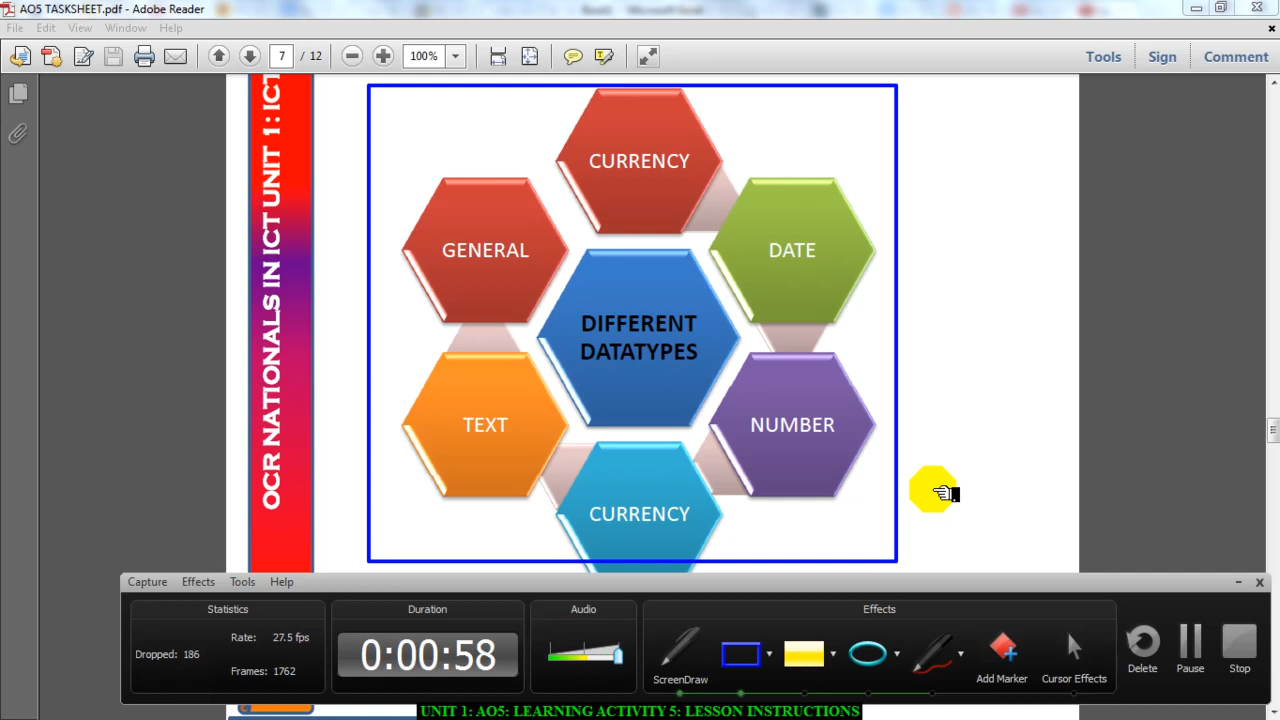 AO5 TASKSHEET.pdf - Adobe Reader
File Edit View Window Help
7 / 12 100% Tools Sign Comment
OCR NATIONALS IN ICT UNIT 1: ICT
CURRENCY
GENERAL
DATE
DIFFERENT
DATATYPES
TEXT
NUMBER
CURRENCY
Capture Effects Tools Help
Statistics Duration Audio Effects
Rate: 27.5 fps
Dropped: 186
Frames: 1762
0:00:58
ScreenDraw Add Marker Cursor Effects Delete Pause Stop
UNIT 1: AO5: LEARNING ACTIVITY 5: LESSON INSTRUCTIONS